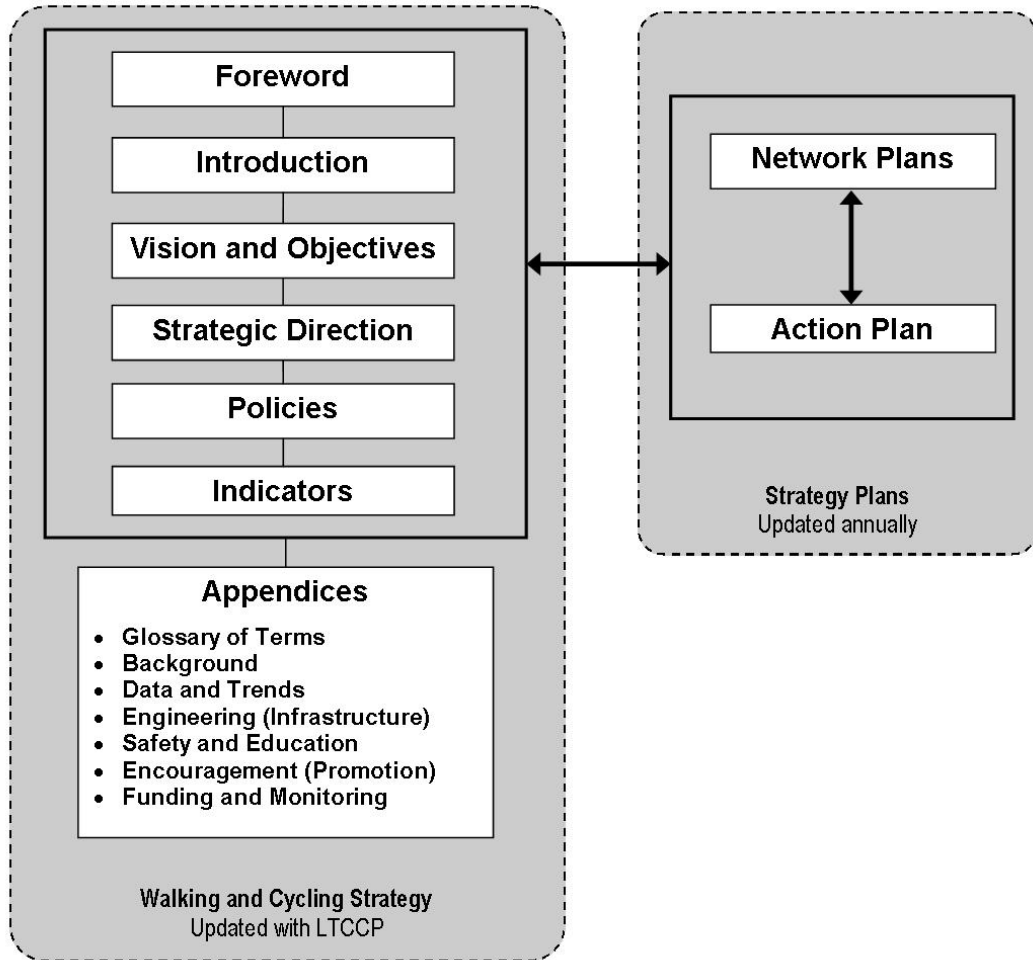 Foreword
Introduction
Vision and Objectives
Strategic Direction
Policies
Indicators
Appendices
• Glossary of Terms
• Background
• Data and Trends
• Engineering (Infrastructure)
• Safety and Education
• Encouragement (Promotion)
• Funding and Monitoring
Walking and Cycling Strategy
Updated with LTCCP
Network Plans
Action Plan
Strategy Plans
Updated annually